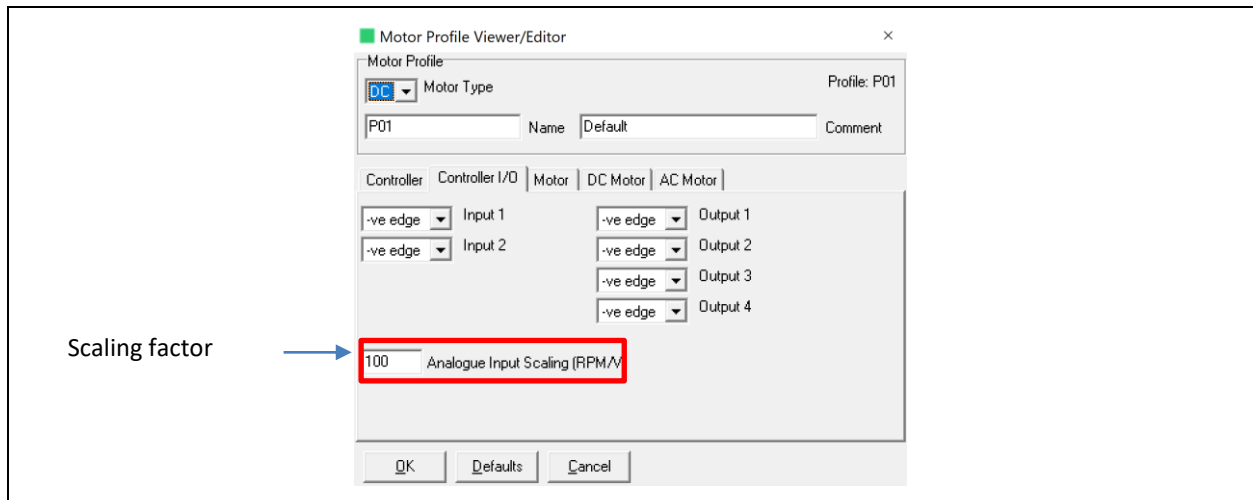 Motor Profile Viewer/Editor ×
Motor Profile
DC Motor Type Profile: P01
P01 Name Default Comment
Controller Controller I/O Motor DC Motor AC Motor
-ve edge Input 1 -ve edge Output 1
-ve edge Input 2 -ve edge Output 2
-ve edge Output 3
-ve edge Output 4
Scaling factor
100 Analogue Input Scaling (RPM/V
OK Defaults Cancel